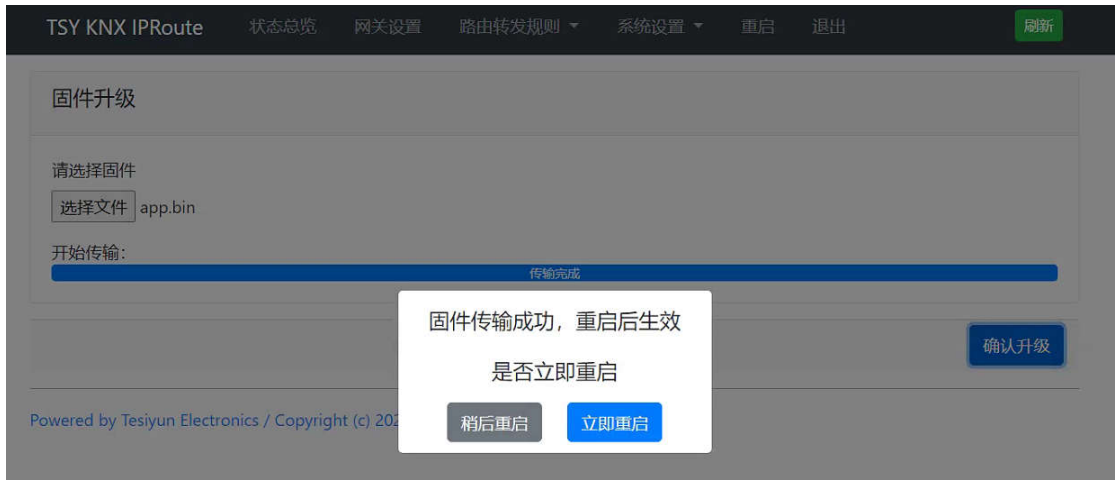 TSY KNX IPRoute 状态总览 网关设置 路由转发规则 系统设置 重启 退出 刷新
固件升级
请选择固件
选择文件 app.bin
开始传输:
传输完成
固件传输成功，重启后生效
是否立即重启
确认升级
稍后重启 立即重启
Powered by Tesiyun Electronics / Copyright (c) 202